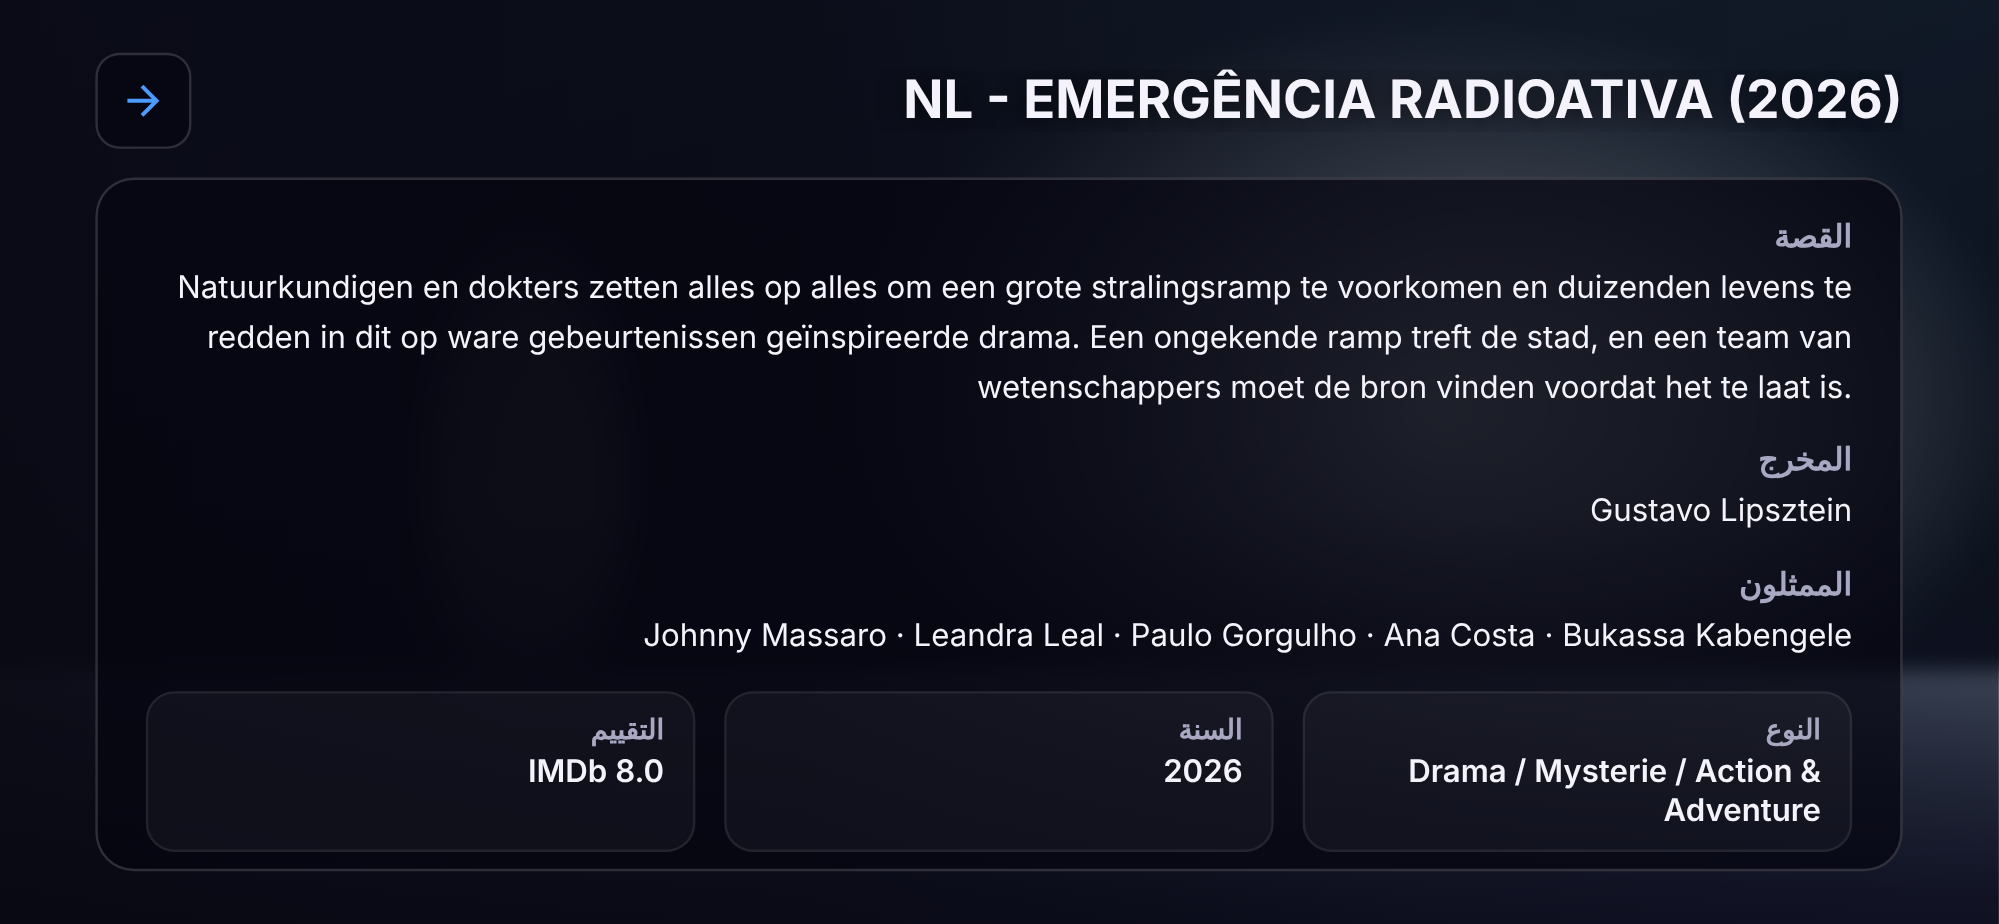 NL - EMERGÊNCIA RADIOATIVA (2026)
القصة
Natuurkundigen en dokters zetten alles op alles om een grote stralingsramp te voorkomen en duizenden levens te
redden in dit op ware gebeurtenissen geïnspireerde drama. Een ongekende ramp treft de stad, en een team van
wetenschappers moet de bron vinden voordat het te laat is.
المخرج
Gustavo Lipsztein
الممثلون
Johnny Massaro · Leandra Leal · Paulo Gorgulho · Ana Costa · Bukassa Kabengele
النوع
Drama / Mysterie / Action &
Adventure
السنة
2026
التقييم
IMDb 8.0